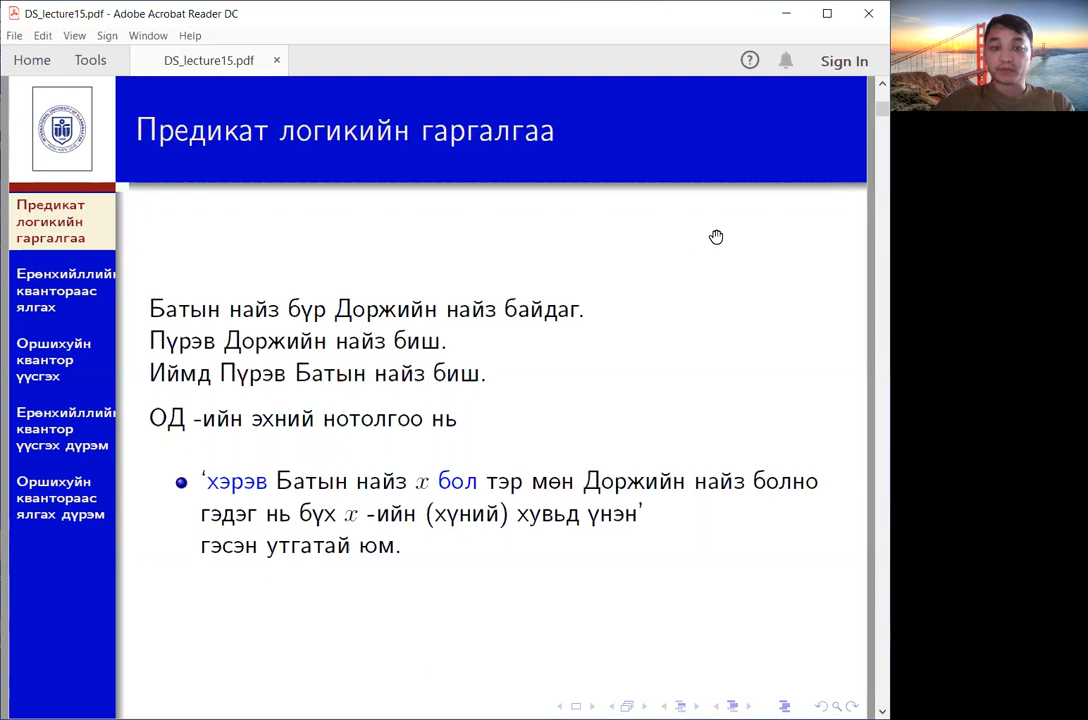 DS_lecture15.pdf - Adobe Acrobat Reader DC
File Edit View Sign Window Help
Home Tools DS_lecture15.pdf × Sign In
Предикат логикийн гаргалгаа
Предикат
логикийн
гаргалгаа
Ерөнхийллийн
квантораас
ялгах
Оршихуйн
квантор
үүсгэх
Ерөнхийллийн
квантор
үүсгэх дүрэм
Оршихуйн
квантораас
ялгах дүрэм
Батын найз бүр Доржийн найз байдаг.
Пүрэв Доржийн найз биш.
Иймд Пүрэв Батын найз биш.
ОД -ийн эхний нотолгоо нь
‘хэрэв Батын найз x бол тэр мөн Доржийн найз болно
гэдэг нь бүх x -ийн (хүний) хувьд үнэн’
гэсэн утгатай юм.